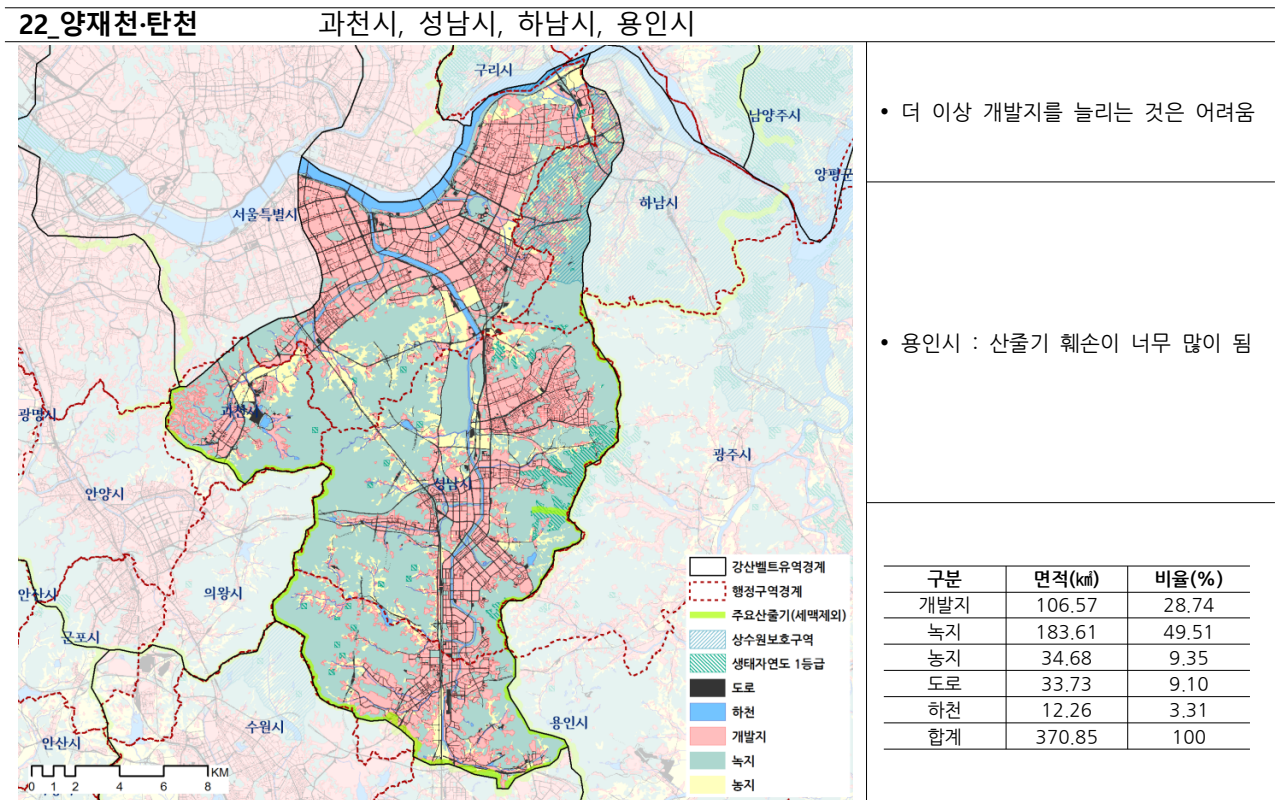 22_양재천·탄천 과천시, 성남시, 하남시, 용인시
구리시
남양주시
양평군
서울특별시
하남시
광명시
과천시
광주시
성남시
안양시
안산시
의왕시
군포시
수원시
용인시
안산시
KM
0 1 2 4 6 8
강산벨트유역경계
행정구역경계
주요산줄기(세맥제외)
상수원보호구역
생태자연도 1등급
도로
하천
개발지
녹지
농지
• 더 이상 개발지를 늘리는 것은 어려움
• 용인시 : 산줄기 훼손이 너무 많이 됨
구분 면적(㎢) 비율(%)
개발지 106.57 28.74
녹지 183.61 49.51
농지 34.68 9.35
도로 33.73 9.10
하천 12.26 3.31
합계 370.85 100